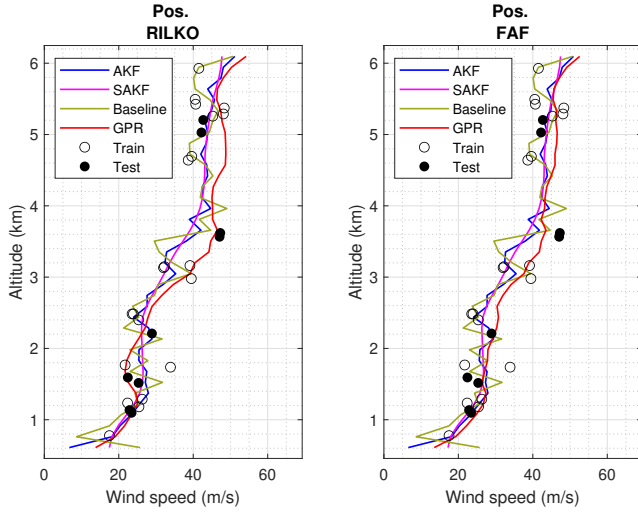 Pos.
RILKO
6
5
4
3
2
1
Altitude (km)
AKF
SAKF
Baseline
GPR
Train
Test
0
20
40
60
Wind speed (m/s)
Pos.
FAF
6
5
4
3
2
1
Altitude (km)
AKF
SAKF
Baseline
GPR
Train
Test
0
20
40
60
Wind speed (m/s)